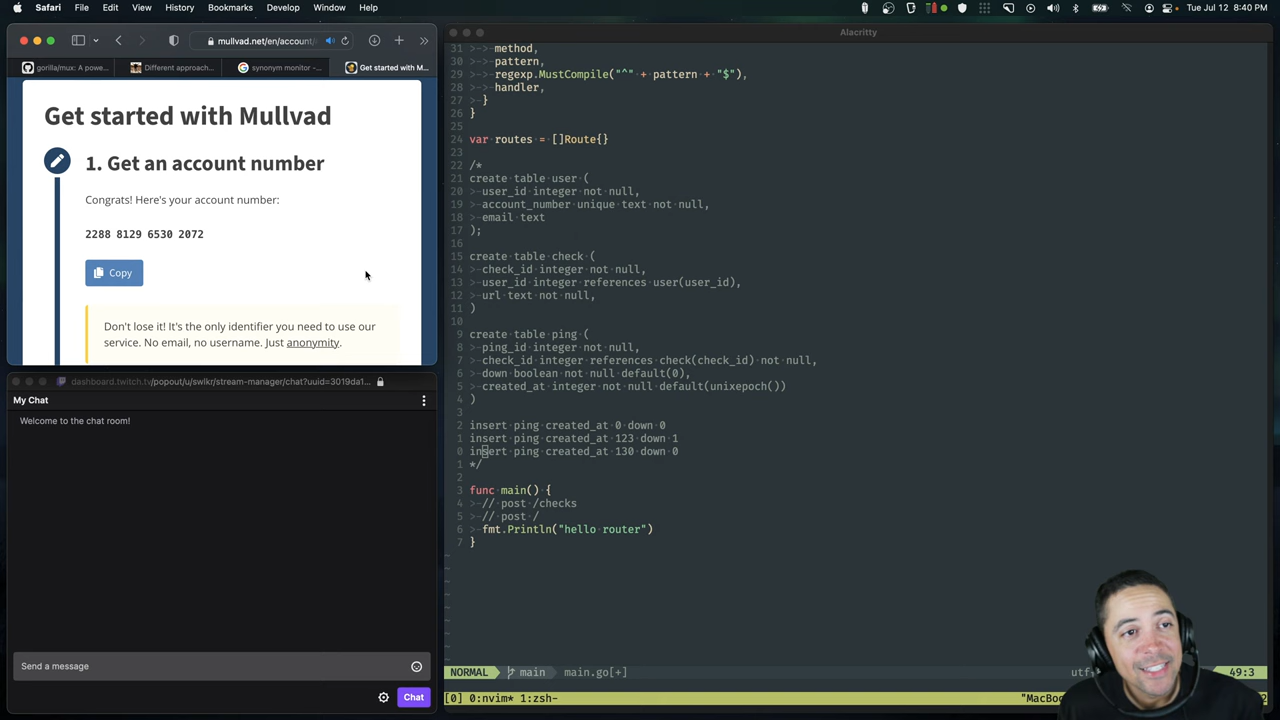 Safari File Edit View History Bookmarks Develop Window Help
Tue Jul 12 8:40 PM
mullvad.net/en/account/
gorilla/mux: A powe...
Different approach...
synonym monitor -...
Get started with M...
Get started with Mullvad
1. Get an account number
Congrats! Here's your account number:
2288 8129 6530 2072
Copy
Don't lose it! It's the only identifier you need to use our
service. No email, no username. Just anonymity.
dashboard.twitch.tv/popout/u/swlkr/stream-manager/chat?uuid=3019da1...
My Chat
Welcome to the chat room!
Send a message
Chat
Alacritty
31 >->-method,
30 >->-pattern,
29 >->-regexp.MustCompile("^" + pattern + "$"),
28 >->-handler,
27 >-}
26 }
25
24 var routes = []Route{}
23
22 /*
21 create table user (
20 >-user_id integer not null,
19 >-account_number unique text not null,
18 >-email text
17 );
16
15 create table check (
14 >-check_id integer not null,
13 >-user_id integer references user(user_id),
12 >-url text not null,
11 )
10
9 create table ping (
8 >-ping_id integer not null,
7 >-check_id integer references check(check_id) not null,
6 >-down boolean not null default(0),
5 >-created_at integer not null default(unixepoch())
4 )
3
2 insert ping created_at 0 down 0
1 insert ping created_at 123 down 1
0 insert ping created_at 130 down 0
1 */
2
3 func main() {
4 >-// post /checks
5 >-// post /
6 >-fmt.Println("hello router")
7 }
NORMAL main main.go[+] utf 49:3
[0] 0:nvim* 1:zsh- "MacBoo